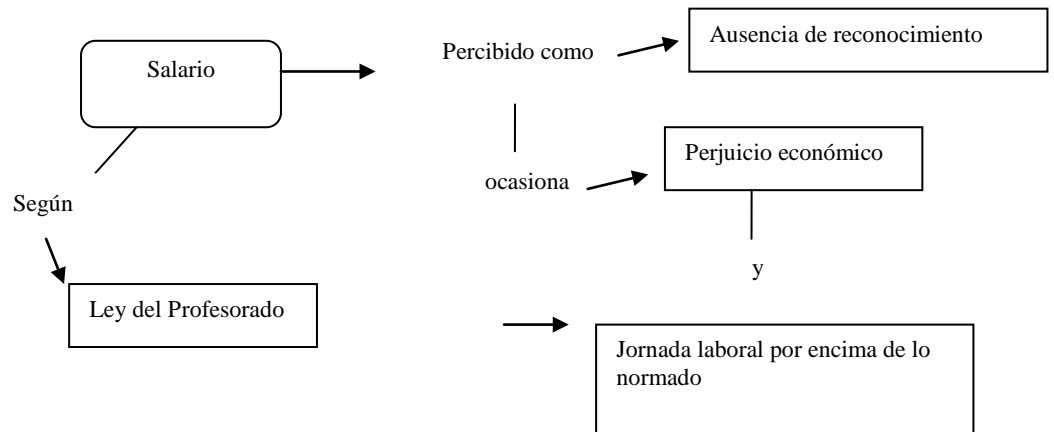 Salario
Percibido como
Ausencia de reconocimiento
ocasiona
Perjuicio económico
Según
y
Ley del Profesorado
Jornada laboral por encima de lo
normado